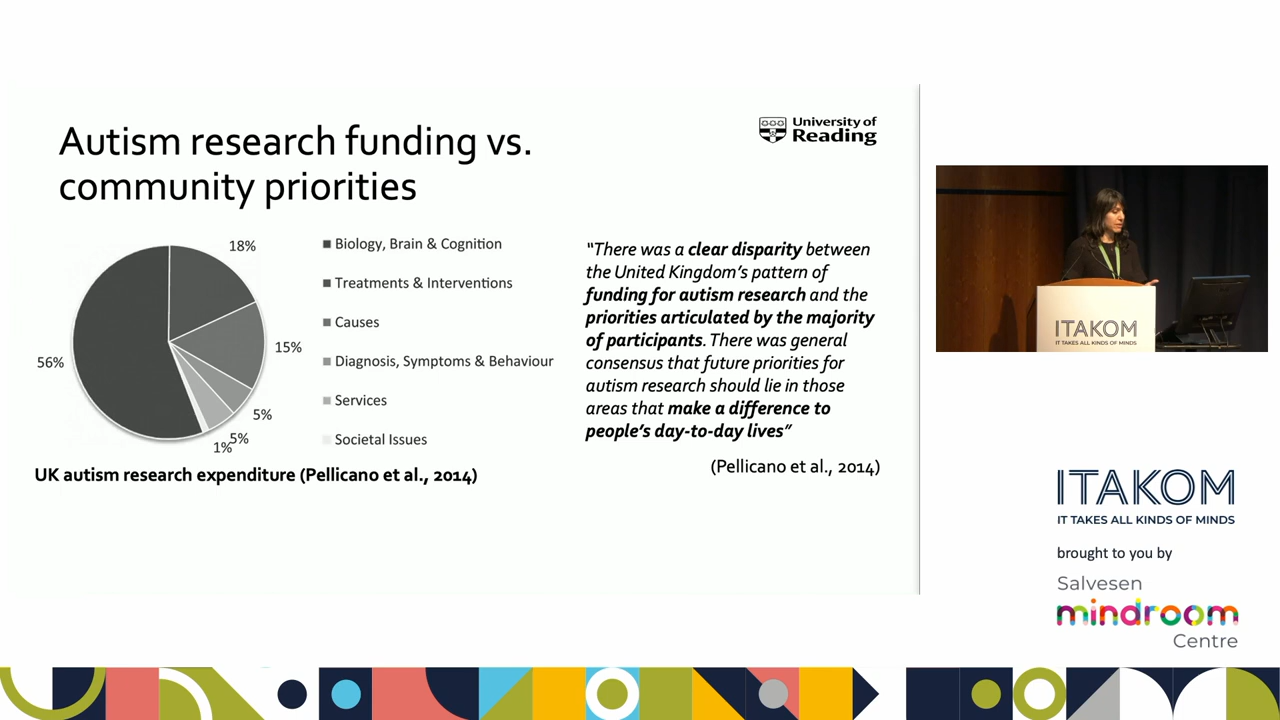 Autism research funding vs.
community priorities
University of
Reading
18%
15%
5%
5%
1%
56%
Biology, Brain & Cognition
Treatments & Interventions
Causes
Diagnosis, Symptoms & Behaviour
Services
Societal Issues
UK autism research expenditure (Pellicano et al., 2014)
“There was a clear disparity between
the United Kingdom’s pattern of
funding for autism research and the
priorities articulated by the majority
of participants. There was general
consensus that future priorities for
autism research should lie in those
areas that make a difference to
people’s day-to-day lives”
(Pellicano et al., 2014)
ITAKOM
IT TAKES ALL KINDS OF MINDS
ITAKOM
IT TAKES ALL KINDS OF MINDS
brought to you by
Salvesen
mindroom
Centre